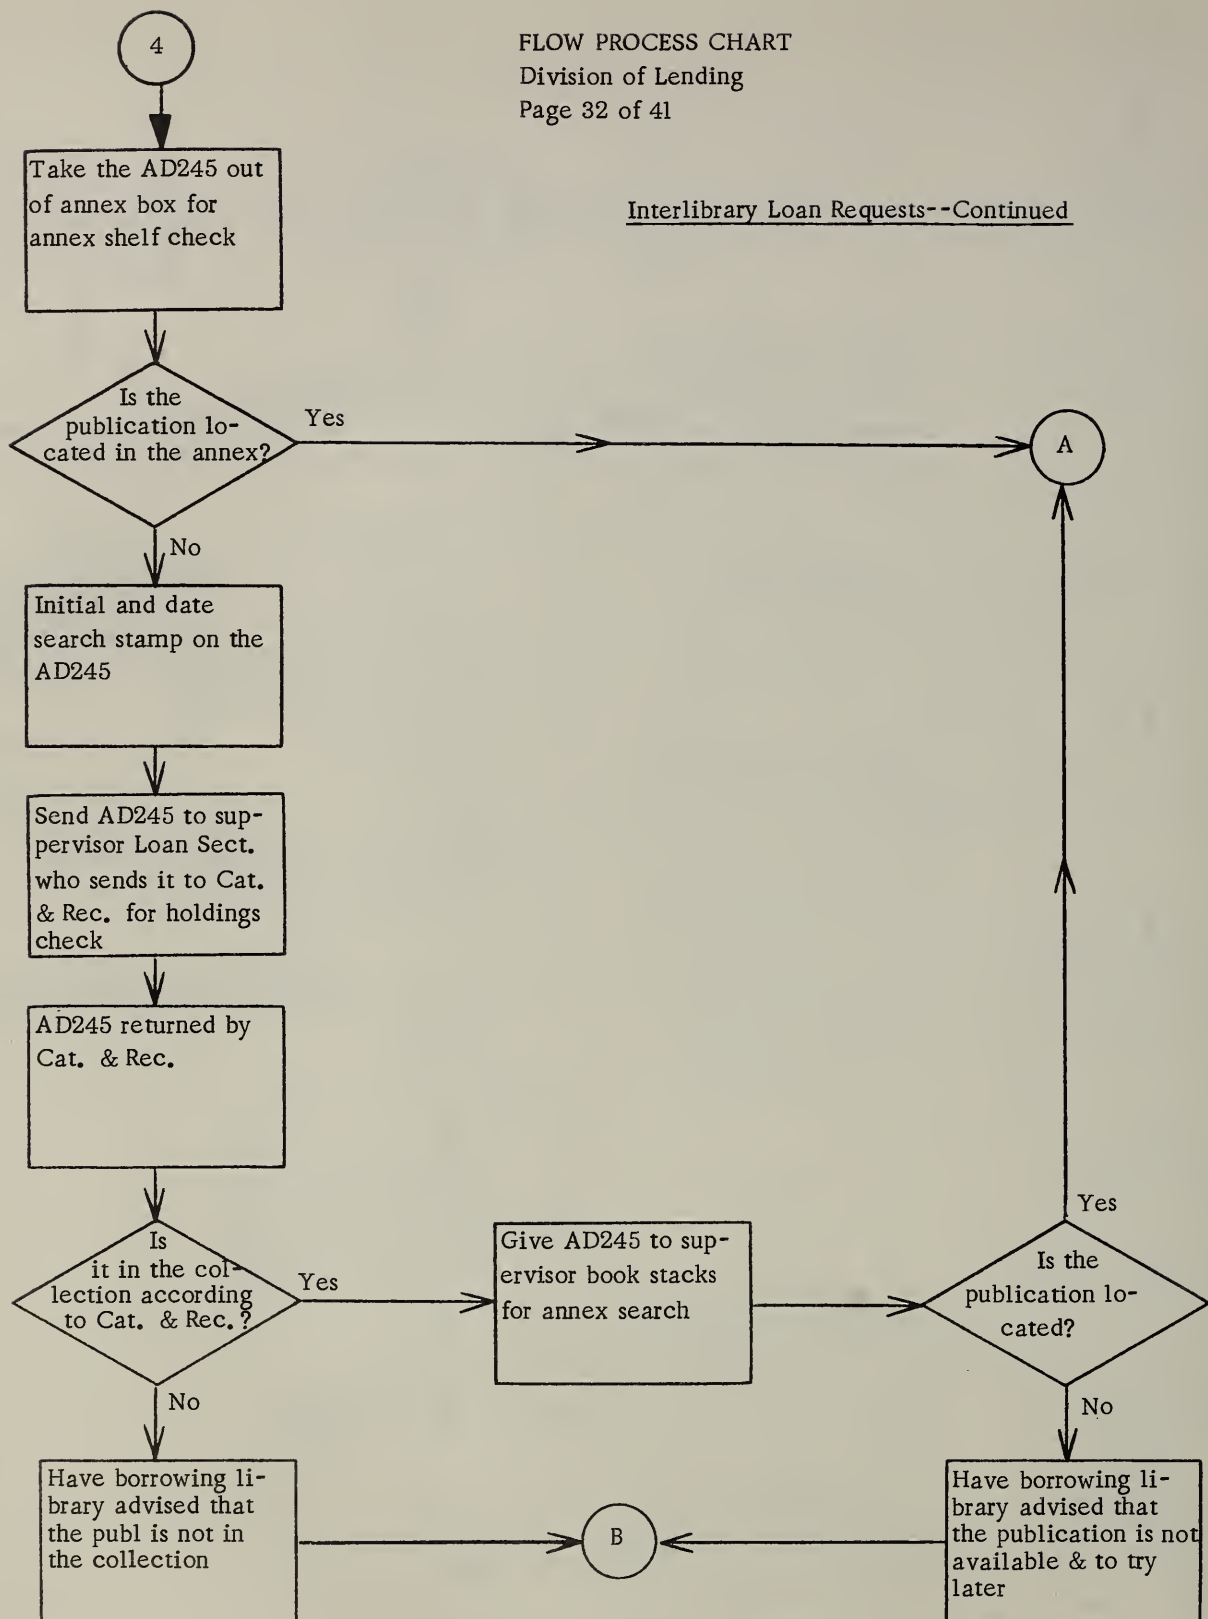 4
FLOW PROCESS CHART
Division of Lending
Page 32 of 41
Interlibrary Loan Requests--Continued
Take the AD245 out
of annex box for
annex shelf check
Is the
publication lo-
cated in the annex?
Yes
A
No
Initial and date
search stamp on the
AD245
Send AD245 to sup-
pervisor Loan Sect.
who sends it to Cat.
& Rec. for holdings
check
AD245 returned by
Cat. & Rec.
Is
it in the col-
lection according
to Cat. & Rec.?
Yes
Give AD245 to sup-
ervisor book stacks
for annex search
Yes
Is the
publication lo-
cated?
No
No
Have borrowing li-
brary advised that
the publ is not in
the collection
B
Have borrowing li-
brary advised that
the publication is not
available & to try
later